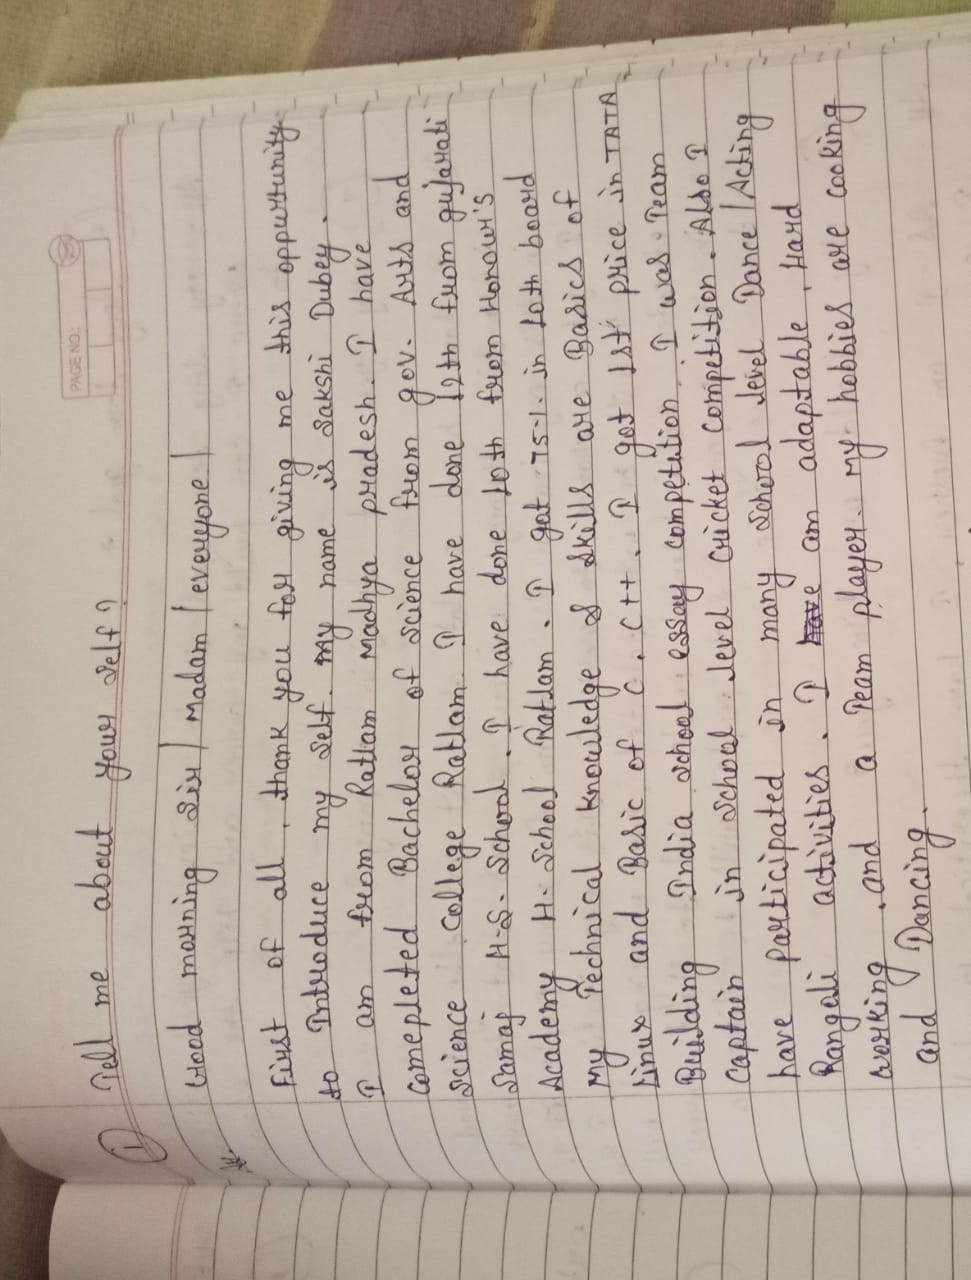 PAGE NO.:
1 Tell me about your self?
Good morning Sir / Madam / everyone /
Ans.
First of all, thank you for giving me this oppurtunity
to Introduce my self. My name is Sakshi Dubey.
I am from Ratlam Madhya pradesh. I have
comepleted Bachelor of science from gov. Arts and
science College Ratlam. I have done 12th from gujarati
Samaj H.S. School. I have done 10th from Honour's
Academy H. School Ratlam. I got 75% in 10th board
My Technical Knowledge & Skills are Basics of
Linux and Basic of C, C++. I got 1st price in TATA
Building India school essay competition. I was Team
captain in School level cricket competition. Also I
have participated in many school level Dance/Acting
Rangoli activities. I have am adaptable, Hard
working, and a Team player. My hobbies are cooking
and Dancing.